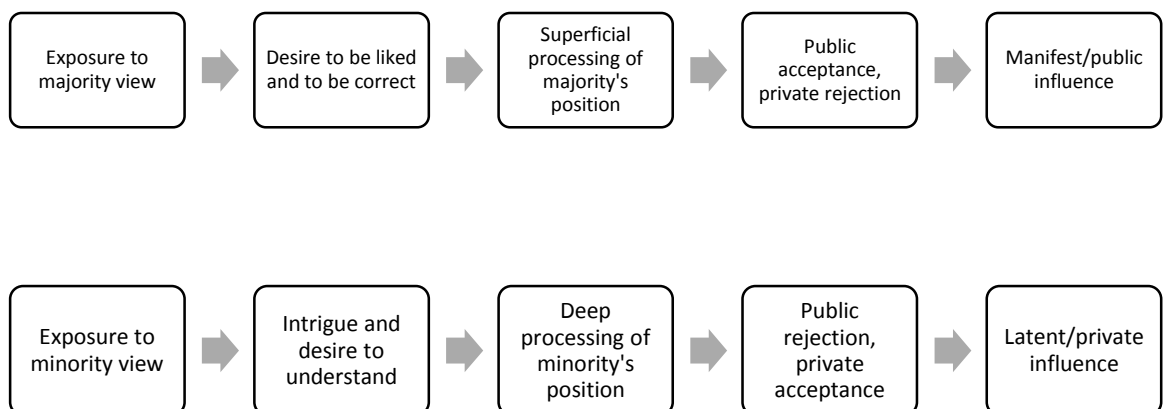 Exposure to
majority view
Desire to be liked
and to be correct
Superficial
processing of
majority's
position
Public
acceptance,
private rejection
Manifest/public
influence
Exposure to
minority view
Intrigue and
desire to
understand
Deep
processing of
minority's
position
Public
rejection,
private
acceptance
Latent/private
influence